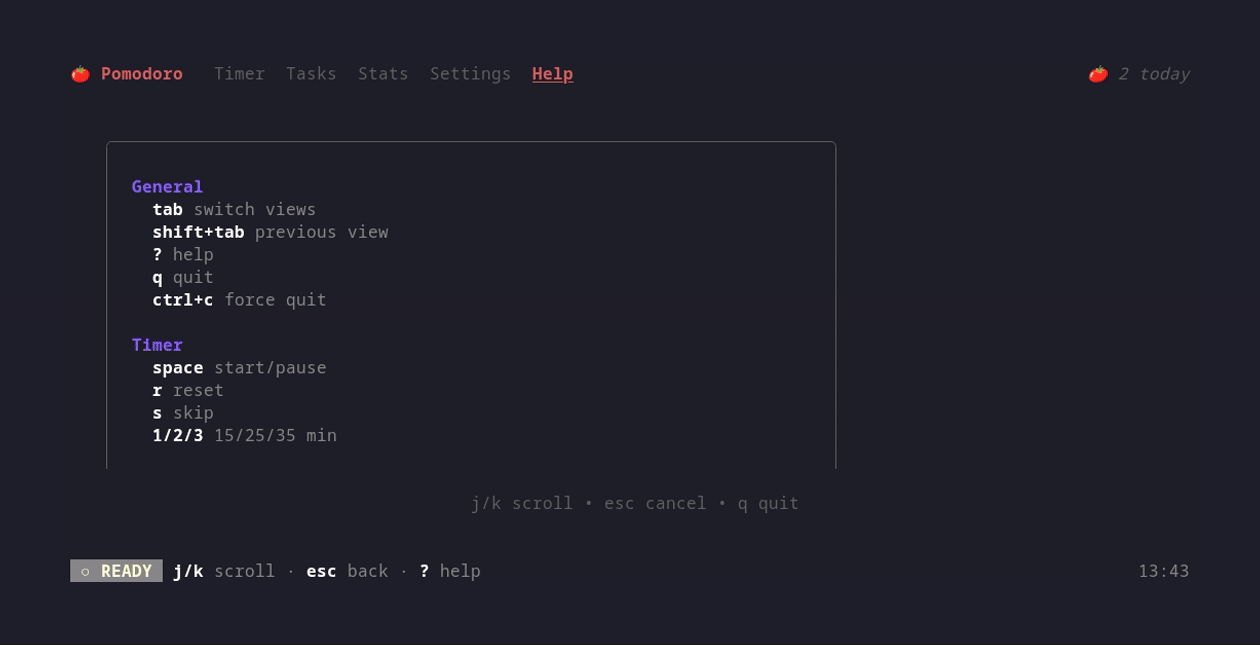 🍅 Pomodoro Timer Tasks Stats Settings Help 🍅 2 today
General
tab switch views
shift+tab previous view
? help
q quit
ctrl+c force quit
Timer
space start/pause
r reset
s skip
1/2/3 15/25/35 min
j/k scroll • esc cancel • q quit
○ READY j/k scroll · esc back · ? help 13:43